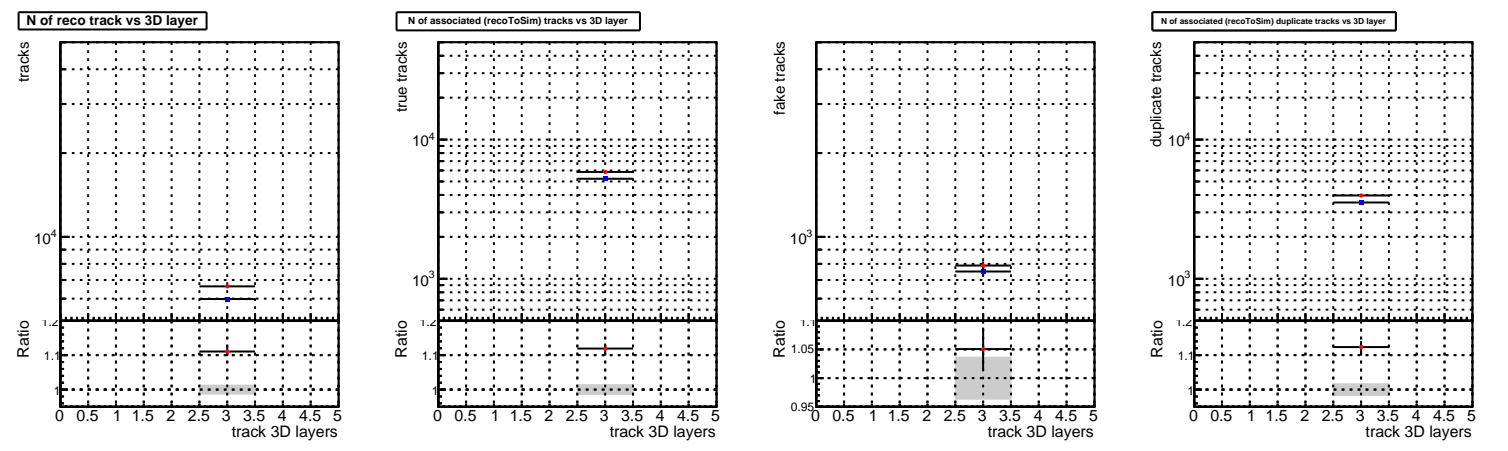 N of reco track vs 3D layer
tracks
10⁴
Ratio
1.2
1.1
1
0 0.5 1 1.5 2 2.5 3 3.5 4 4.5 5
track 3D layers
N of associated (recoToSim) tracks vs 3D layer
true tracks
10⁴
10³
Ratio
1.2
1.1
1
0 0.5 1 1.5 2 2.5 3 3.5 4 4.5 5
track 3D layers
fake tracks
10³
Ratio
1.1
1.05
1
0.95
0 0.5 1 1.5 2 2.5 3 3.5 4 4.5 5
track 3D layers
N of associated (recoToSim) duplicate tracks vs 3D layer
duplicate tracks
10⁴
10³
Ratio
1.2
1.1
1
0 0.5 1 1.5 2 2.5 3 3.5 4 4.5 5
track 3D layers